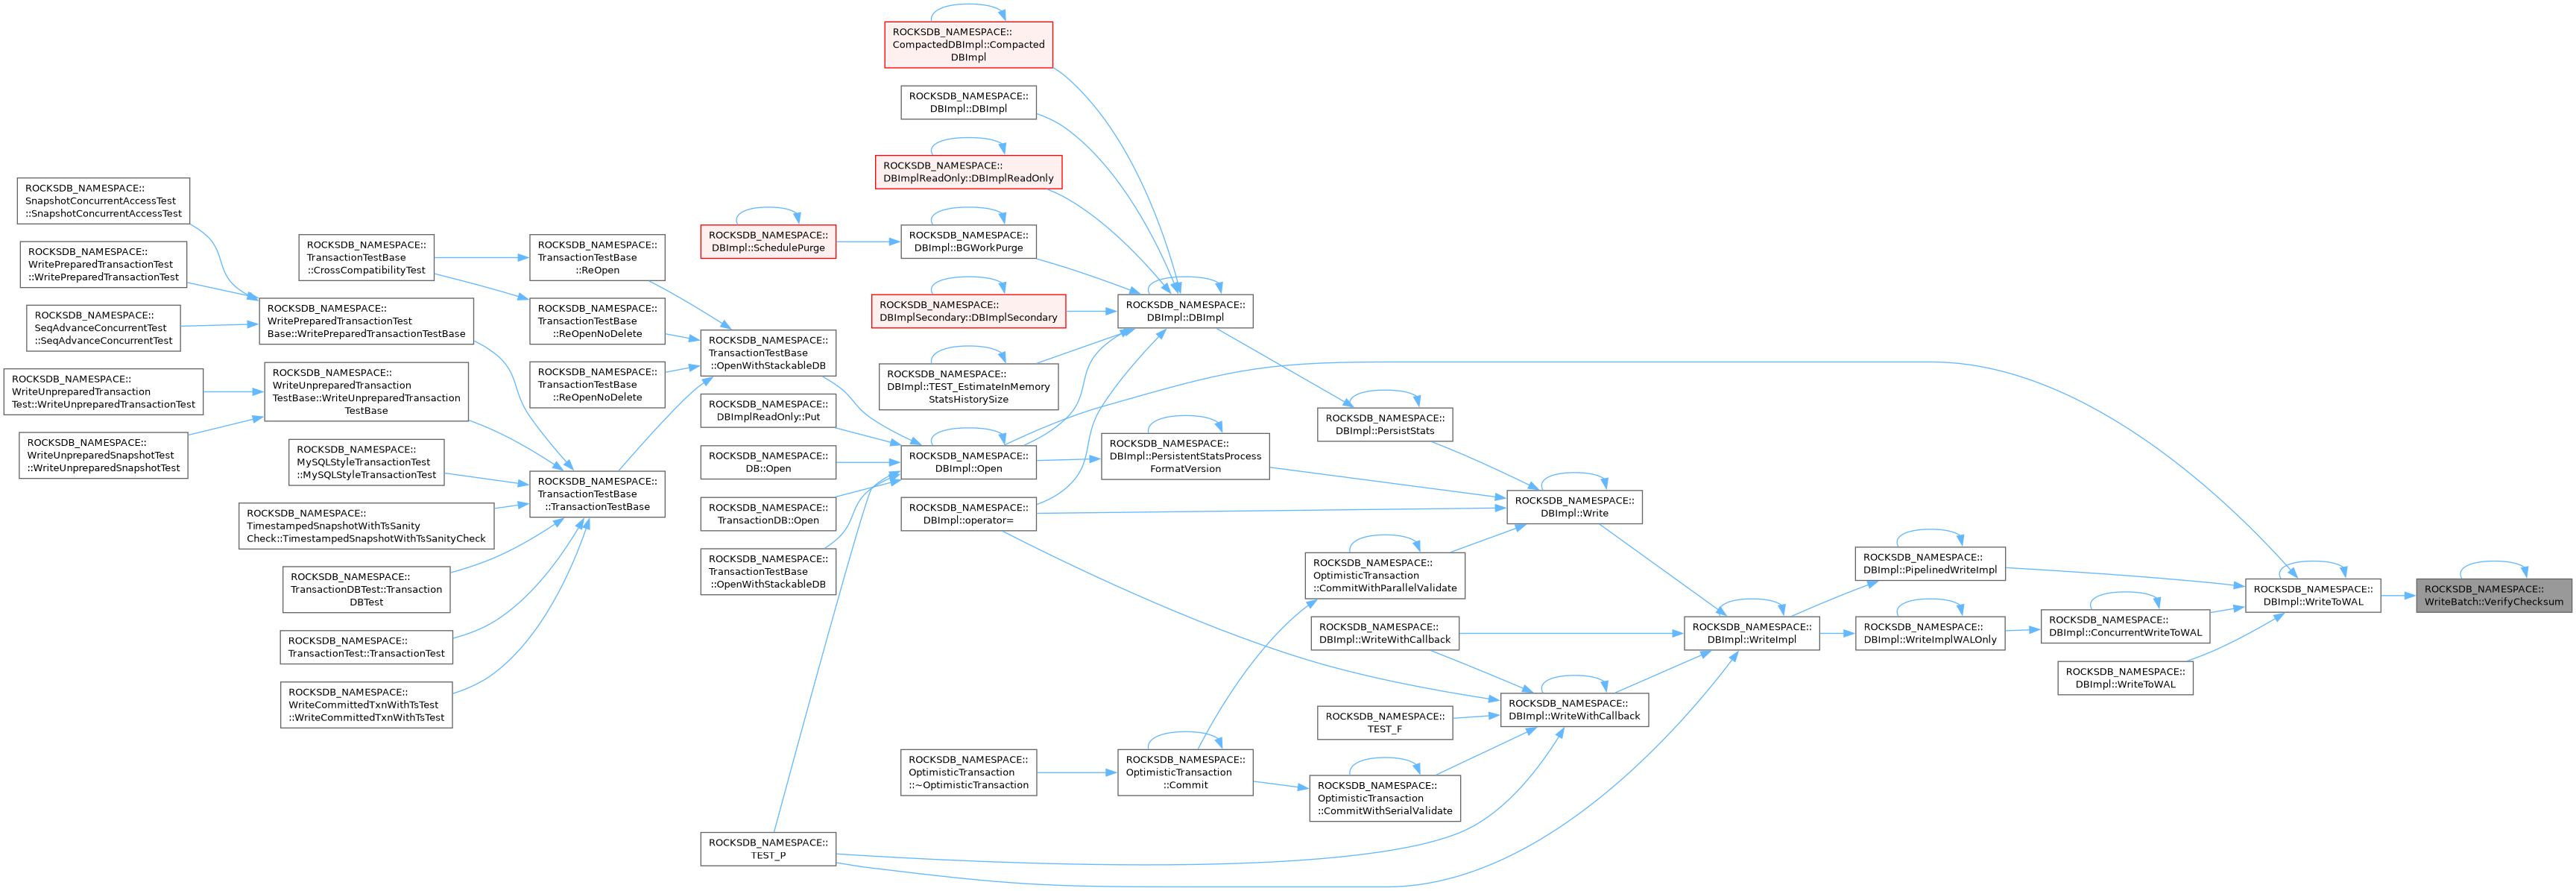 ROCKSDB_NAMESPACE::
CompactedDBImpl::Compacted
DBImpl
ROCKSDB_NAMESPACE::
DBImpl::DBImpl
ROCKSDB_NAMESPACE::
DBImplReadOnly::DBImplReadOnly
ROCKSDB_NAMESPACE::
DBImpl::BGWorkPurge
ROCKSDB_NAMESPACE::
DBImpl::SchedulePurge
ROCKSDB_NAMESPACE::
DBImplSecondary::DBImplSecondary
ROCKSDB_NAMESPACE::
DBImpl::DBImpl
ROCKSDB_NAMESPACE::
DBImpl::TEST_EstimateInMemory
StatsHistorySize
ROCKSDB_NAMESPACE::
SnapshotConcurrentAccessTest
::SnapshotConcurrentAccessTest
ROCKSDB_NAMESPACE::
WritePreparedTransactionTest
::WritePreparedTransactionTest
ROCKSDB_NAMESPACE::
SeqAdvanceConcurrentTest
::SeqAdvanceConcurrentTest
ROCKSDB_NAMESPACE::
WriteUnpreparedTransaction
Test::WriteUnpreparedTransactionTest
ROCKSDB_NAMESPACE::
WriteUnpreparedSnapshotTest
::WriteUnpreparedSnapshotTest
ROCKSDB_NAMESPACE::
TransactionTestBase
::CrossCompatibilityTest
ROCKSDB_NAMESPACE::
WritePreparedTransactionTest
Base::WritePreparedTransactionTestBase
ROCKSDB_NAMESPACE::
WriteUnpreparedTransaction
TestBase::WriteUnpreparedTransaction
TestBase
ROCKSDB_NAMESPACE::
MySQLStyleTransactionTest
::MySQLStyleTransactionTest
ROCKSDB_NAMESPACE::
TimestampedSnapshotWithTsSanity
Check::TimestampedSnapshotWithTsSanityCheck
ROCKSDB_NAMESPACE::
TransactionDBTest::Transaction
DBTest
ROCKSDB_NAMESPACE::
TransactionTest::TransactionTest
ROCKSDB_NAMESPACE::
WriteCommittedTxnWithTsTest
::WriteCommittedTxnWithTsTest
ROCKSDB_NAMESPACE::
TransactionTestBase
::ReOpen
ROCKSDB_NAMESPACE::
TransactionTestBase
::ReOpenNoDelete
ROCKSDB_NAMESPACE::
TransactionTestBase
::ReOpenNoDelete
ROCKSDB_NAMESPACE::
TransactionTestBase
::TransactionTestBase
ROCKSDB_NAMESPACE::
TransactionTestBase
::OpenWithStackableDB
ROCKSDB_NAMESPACE::
DBImplReadOnly::Put
ROCKSDB_NAMESPACE::
DB::Open
ROCKSDB_NAMESPACE::
TransactionDB::Open
ROCKSDB_NAMESPACE::
TransactionTestBase
::OpenWithStackableDB
ROCKSDB_NAMESPACE::
TEST_P
ROCKSDB_NAMESPACE::
DBImpl::Open
ROCKSDB_NAMESPACE::
DBImpl::operator=
ROCKSDB_NAMESPACE::
OptimisticTransaction
::~OptimisticTransaction
ROCKSDB_NAMESPACE::
DBImpl::PersistentStatsProcess
FormatVersion
ROCKSDB_NAMESPACE::
OptimisticTransaction
::Commit
ROCKSDB_NAMESPACE::
DBImpl::PersistStats
ROCKSDB_NAMESPACE::
OptimisticTransaction
::CommitWithParallelValidate
ROCKSDB_NAMESPACE::
DBImpl::WriteWithCallback
ROCKSDB_NAMESPACE::
TEST_F
ROCKSDB_NAMESPACE::
OptimisticTransaction
::CommitWithSerialValidate
ROCKSDB_NAMESPACE::
DBImpl::Write
ROCKSDB_NAMESPACE::
DBImpl::WriteWithCallback
ROCKSDB_NAMESPACE::
DBImpl::WriteImpl
ROCKSDB_NAMESPACE::
DBImpl::PipelinedWriteImpl
ROCKSDB_NAMESPACE::
DBImpl::WriteImplWALOnly
ROCKSDB_NAMESPACE::
DBImpl::ConcurrentWriteToWAL
ROCKSDB_NAMESPACE::
DBImpl::WriteToWAL
ROCKSDB_NAMESPACE::
DBImpl::WriteToWAL
ROCKSDB_NAMESPACE::
WriteBatch::VerifyChecksum